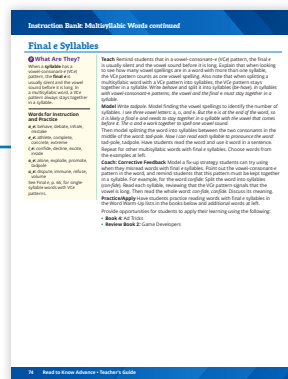 Instruction Bank: Multisyllabic Words continued
Final e Syllables
What Are They?
When a syllable has a
vowel-consonant-e (VCe)
pattern, the final e is
usually silent and the vowel
sound before it is long. In
a multisyllabic word, a VCe
pattern always stays together
in a syllable.
Words for Instruction
and Practice
a_e: behave, debate, inhale,
mistake
e_e: athlete, complete,
concrete, extreme
i_e: confide, decline, excite,
inside
o_e: alone, explode, promote,
tadpole
u_e: dispute, immune, refuse,
volume
See Final e, p. 66, for single-
syllable words with VCe
patterns.
Teach Remind students that in a vowel-consonant-e (VCe) pattern, the final e
is usually silent and the vowel sound before it is long. Explain that when looking
to see how many vowel spellings are in a word with more than one syllable,
the VCe pattern counts as one vowel spelling. Also note that when splitting a
multisyllabic word with a VCe pattern into syllables, the VCe pattern stays
together in a syllable. Write behave and split it into syllables (be-have). In syllables
with vowel-consonant-e patterns, the vowel and the final e must stay together in a
syllable.
Model Write tadpole. Model finding the vowel spellings to identify the number of
syllables. I see three vowel letters: a, o, and e. But the e is at the end of the word, so
it is likely a final e and needs to stay together in a syllable with the vowel that comes
before it. The o and e work together to spell one vowel sound.
Then model splitting the word into syllables between the two consonants in the
middle of the word: tad-pole. Now I can read each syllable to pronounce the word:
tad-pole, tadpole. Have students read the word and use it in a sentence.
Repeat for other multisyllabic words with final e syllables. Choose words from
the examples at left.
Coach: Corrective Feedback Model a fix-up strategy students can try using
when they misread words with final e syllables. Point out the vowel-consonant-e
pattern in the word, and remind students that this pattern must be kept together
in a syllable. For example, for the word confide: Split the word into syllables
(con-fide). Read each syllable, reviewing that the VCe pattern signals that the
vowel is long. Then read the whole word: con-fide, confide. Discuss its meaning.
Practice/Apply Have students practice reading words with final e syllables in
the Word Warm-Up lists in the books below and additional words at left.
Provide opportunities for students to apply their learning using the following:
• Book 4: Ad Tricks
• Review Book 2: Game Developers
74 Read to Know Advance • Teacher's Guide